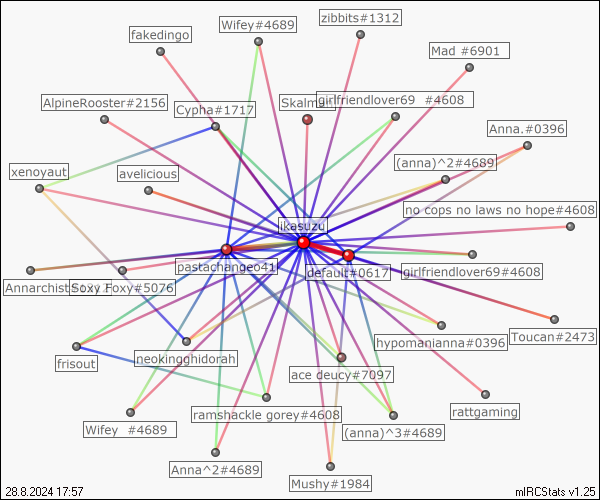 zibbits#1312
Wifey#4689
fakedingo
Mad #6901
AlpineRooster#2156
Cypha#1717
girlfriendlover69 #4608
Anna.#0396
(anna)^2#4689
xenoyaut
avelicious
no cops no laws no hope#4608
ikasuzu
pastachange041
default#0617
girlfriendlover69#4608
Foxy#5076
Toucan#2473
hypomanianna#0396
frisout
neokingghidorah
ace deucy#7097
rattgaming
ramshackle gorey#4608
Wifey #4689
(anna)^3#4689
Anna^2#4689
Mushy#1984
28.8.2024 17:57
mIRCStats v1.25